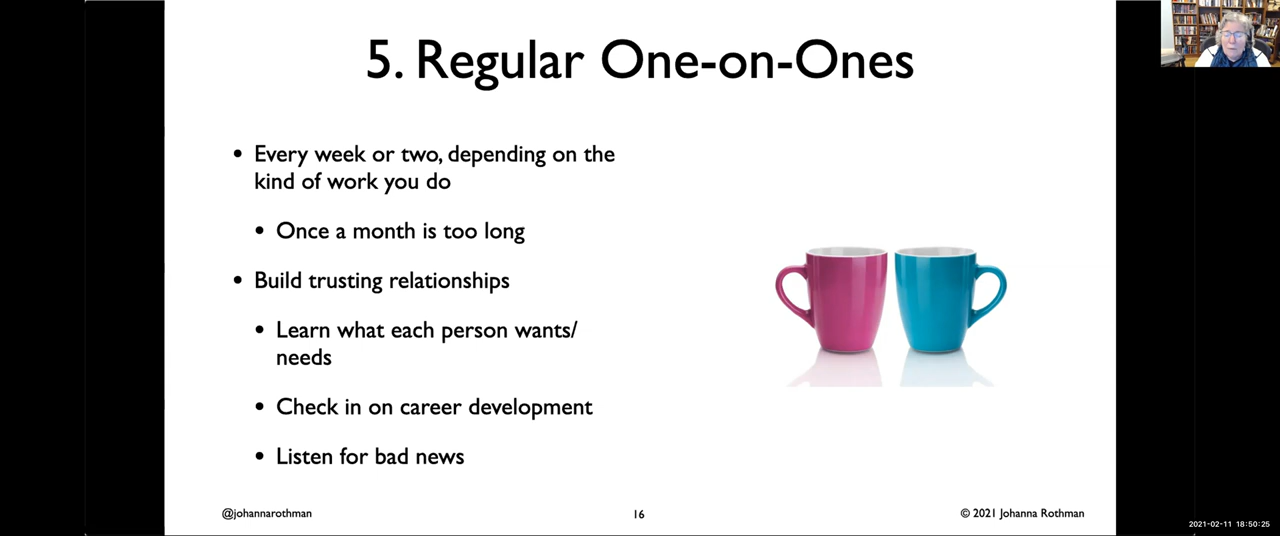 5. Regular One-on-Ones
• Every week or two, depending on the
kind of work you do
• Once a month is too long
• Build trusting relationships
• Learn what each person wants/
needs
• Check in on career development
• Listen for bad news
@johannarothman
16
© 2021 Johanna Rothman
2021-02-11 18:50:25